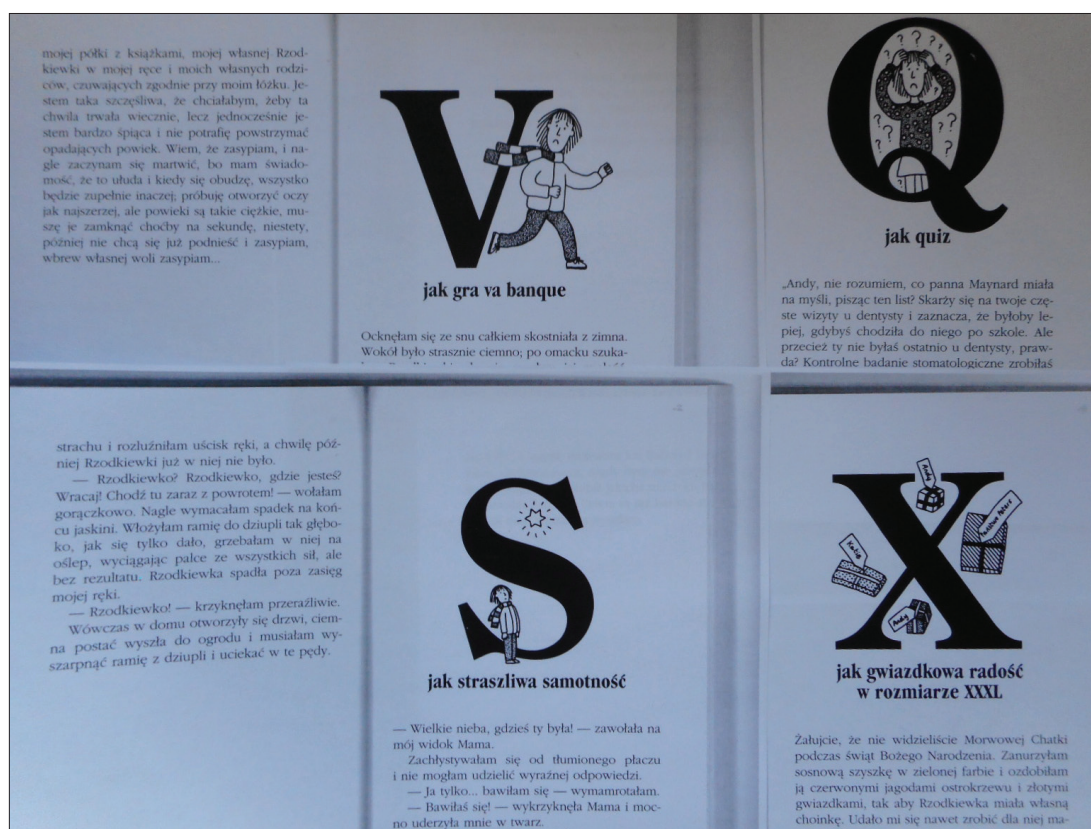 mojej półki z książkami, mojej własnej Rzod-
kiewki w mojej ręce i moich własnych rodzi-
ców, czuwających zgodnie przy moim łóżku. Je-
stem taka szczęśliwa, że chciałabym, żeby ta
chwila trwała wiecznie, lecz jednocześnie je-
stem bardzo śpiąca i nie potrafię powstrzymać
opadających powiek. Wiem, że zasypiam, i na-
gle zaczynam się martwić, bo mam świado-
mość, że to ułuda i kiedy się obudzę, wszystko
będzie zupełnie inaczej; próbuję otworzyć oczy
jak najszerzej, ale powieki są takie ciężkie, mu-
szę je zamknąć choćby na sekundę, niestety,
później nie chcą się już podnieść i zasypiam,
wbrew własnej woli zasypiam...
V
jak gra va banque
Ocknęłam się ze snu całkiem skostniała z zimna.
Wokół było strasznie ciemno; po omacku szuka-
Q
jak quiz
„Andy, nie rozumiem, co panna Maynard miała
na myśli, pisząc ten list? Skarży się na twoje czę-
ste wizyty u dentysty i zaznacza, że byłoby le-
piej, gdybyś chodziła do niego po szkole. Ale
przecież ty nie byłaś ostatnio u dentysty, praw-
da? Kontrolne badanie stomatologiczne zrobiłaś
strachu i rozluźniłam uścisk ręki, a chwilę póź-
niej Rzodkiewki już w niej nie było.
— Rzodkiewko? Rzodkiewko, gdzie jesteś?
Wracaj! Chodź tu zaraz z powrotem! — wołałam
gorączkowo. Nagle wymacałam spadek na koń-
cu jaskini. Włożyłam ramię do dziupli tak głębo-
ko, jak się tylko dało, grzebałam w niej na
oślep, wyciągając palce ze wszystkich sił, ale
bez rezultatu. Rzodkiewka spadła poza zasięg
mojej ręki.
— Rzodkiewko! — krzyknęłam przeraźliwie.
Wówczas w domu otworzyły się drzwi, ciem-
na postać wyszła do ogrodu i musiałam wy-
szarpnąć ramię z dziupli i uciekać w te pędy.
S
jak straszliwa samotność
— Wielkie nieba, gdzieś ty była! — zawołała na
mój widok Mama.
Zachłystywałam się od tłumionego płaczu
i nie mogłam udzielić wyraźnej odpowiedzi.
— Ja tylko... bawiłam się — wymamrotałam.
— Bawiłaś się! — wykrzyknęła Mama i moc-
no uderzyła mnie w twarz.
X
Andy
Katie
Andy
jak gwiazdkowa radość
w rozmiarze XXXL
Żałujcie, że nie widzieliście Morwowej Chatki
podczas świąt Bożego Narodzenia. Zanurzyłam
sosnową szyszkę w zielonej farbie i ozdobiłam
ją czerwonymi jagodami ostrokrzewu i złotymi
gwiazdkami, tak aby Rzodkiewka miała własną
choinkę. Udało mi się nawet zrobić dla niej ma-